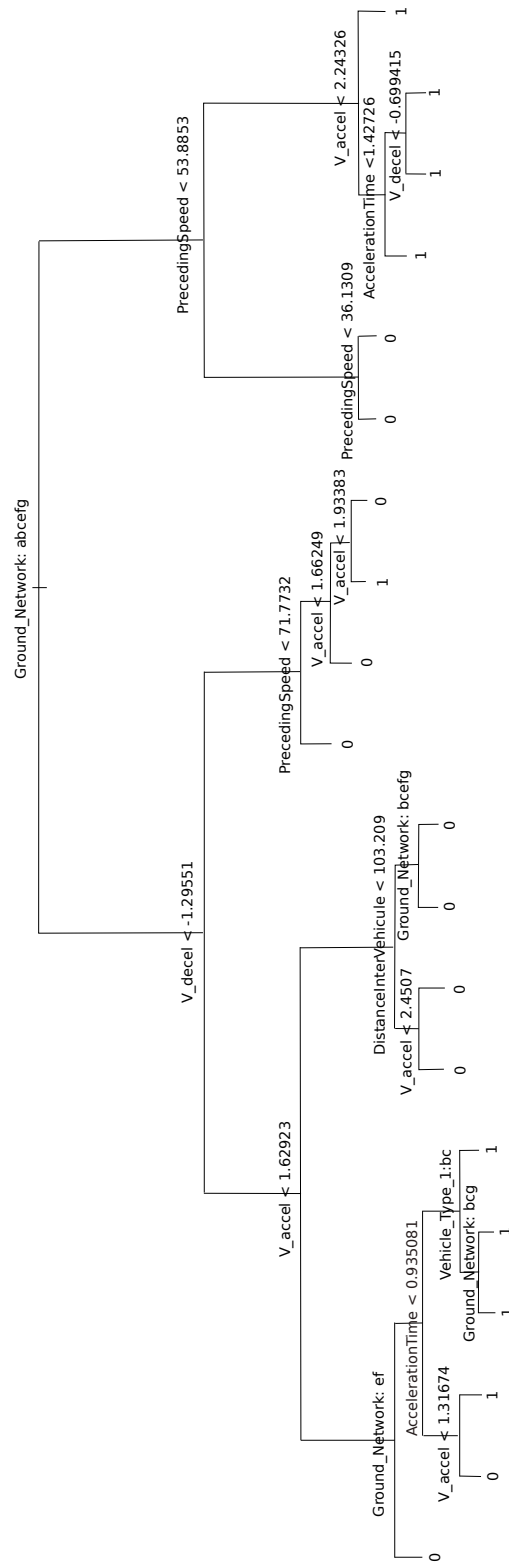 Ground_Network: abcefg
V_decel < -1.29551
PrecedingSpeed < 53.8853
V_accel < 1.62923
PrecedingSpeed < 71.7732
V_accel < 1.66249
V_accel < 1.93383
V_accel < 2.24326
0
PrecedingSpeed < 36.1309
0
AccelerationTime <1.42726
Ground_Network: ef
DistanceInterVehicule < 103.209
1
0
0
0
V_decel < -0.699415
1
V_accel < 2.4507
Ground_Network: bcefg
AccelerationTime < 0.935081
1
0
1
1
V_accel < 1.31674
Vehicle_Type_1:bc
0
0
0
0
Ground_Network: bcg
0
1
1
1
1